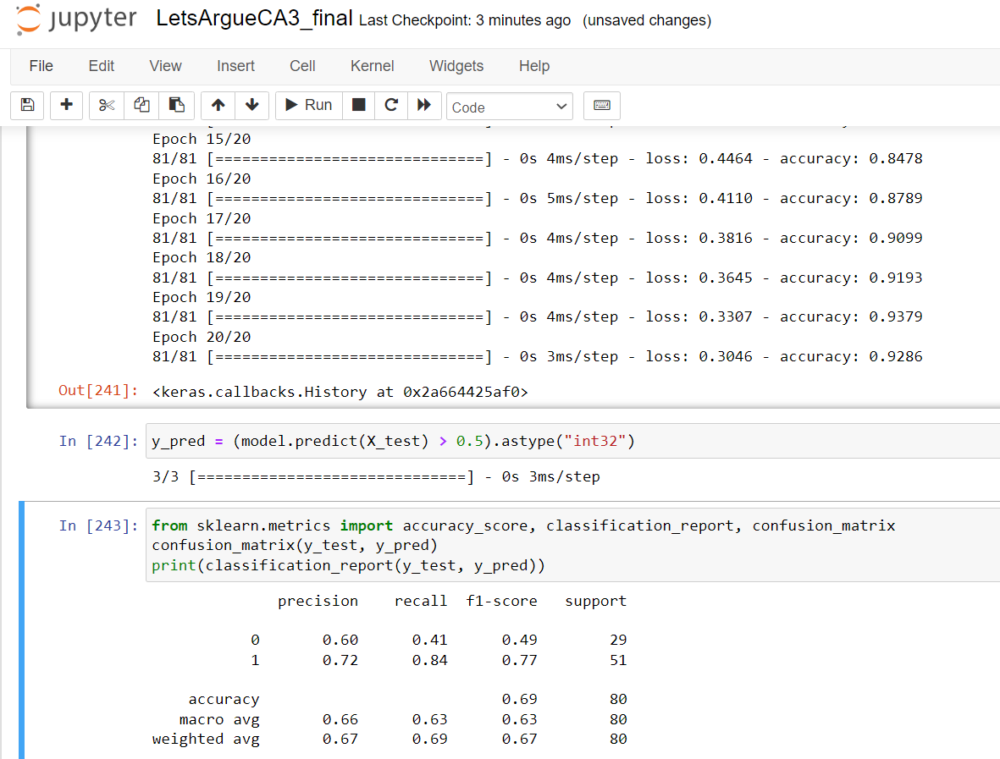 jupyter LetsArgueCA3_final Last Checkpoint: 3 minutes ago (unsaved changes)
File Edit View Insert Cell Kernel Widgets Help
Run Code
Epoch 15/20
81/81 [==============================] - 0s 4ms/step - loss: 0.4464 - accuracy: 0.8478
Epoch 16/20
81/81 [==============================] - 0s 5ms/step - loss: 0.4110 - accuracy: 0.8789
Epoch 17/20
81/81 [==============================] - 0s 4ms/step - loss: 0.3816 - accuracy: 0.9099
Epoch 18/20
81/81 [==============================] - 0s 4ms/step - loss: 0.3645 - accuracy: 0.9193
Epoch 19/20
81/81 [==============================] - 0s 4ms/step - loss: 0.3307 - accuracy: 0.9379
Epoch 20/20
81/81 [==============================] - 0s 3ms/step - loss: 0.3046 - accuracy: 0.9286
Out[241]: <keras.callbacks.History at 0x2a664425af0>
In [242]: y_pred = (model.predict(X_test) > 0.5).astype("int32")
3/3 [==============================] - 0s 3ms/step
In [243]: from sklearn.metrics import accuracy_score, classification_report, confusion_matrix
confusion_matrix(y_test, y_pred)
print(classification_report(y_test, y_pred))
precision recall f1-score support
0 0.60 0.41 0.49 29
1 0.72 0.84 0.77 51
accuracy 0.69 80
macro avg 0.66 0.63 0.63 80
weighted avg 0.67 0.69 0.67 80